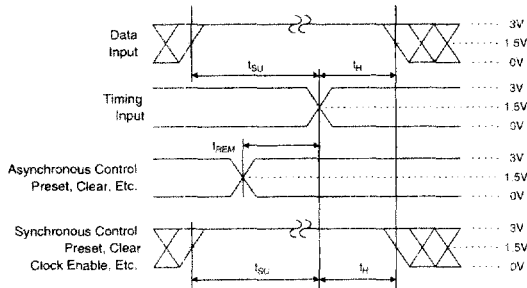 3V
Data
Input
1.5V
0V
tSU
tH
3V
Timing
Input
1.5V
0V
tREM
3V
Asynchronous Control
Preset, Clear, Etc.
1.5V
0V
3V
Synchronous Control
Preset, Clear
Clock Enable, Etc.
1.5V
0V
tSU
tH